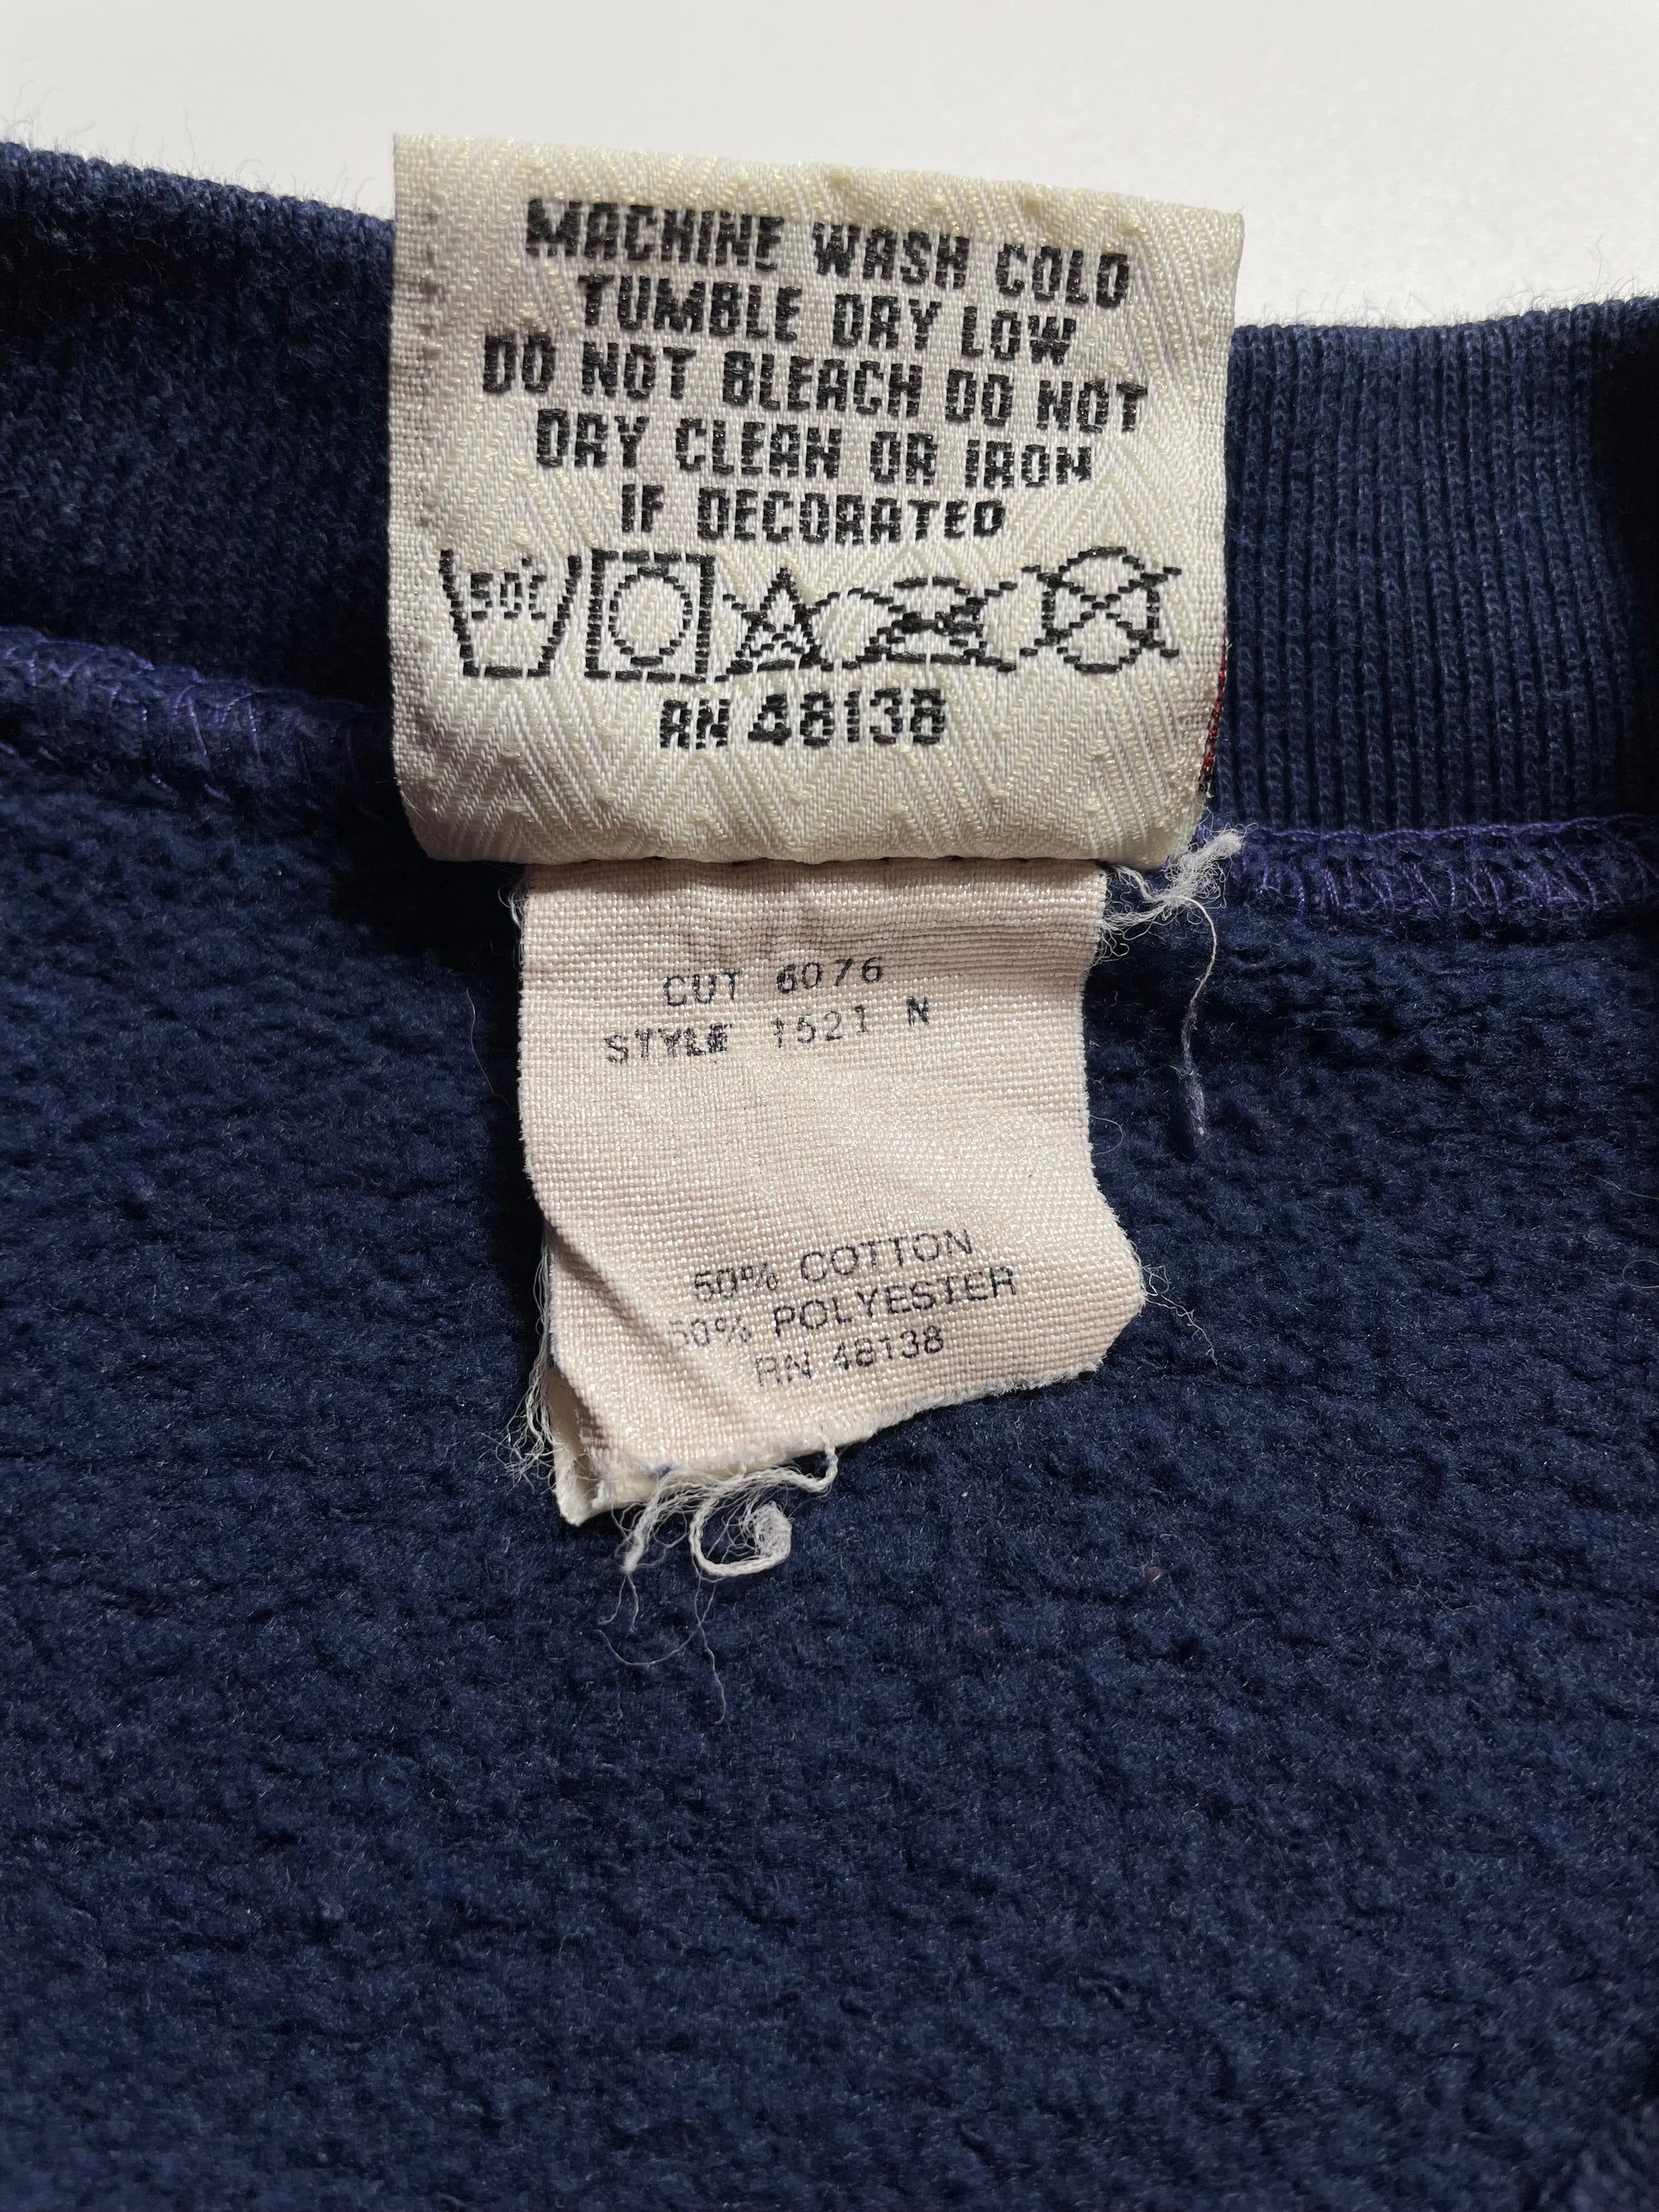 MACHINE WASH COLD
TUMBLE DRY LOW
DO NOT BLEACH DO NOT
DRY CLEAN OR IRON
IF DECORATED
50°C
RN 48138
CUT 6076
STYLE 1521 N
50% COTTON
50% POLYESTER
RN 48138